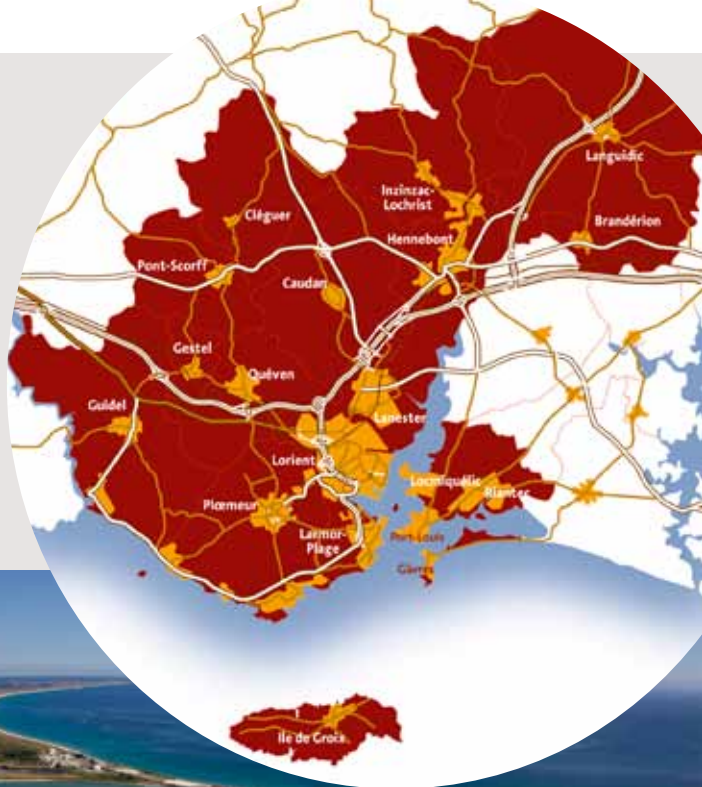 Languidic
Inzinzac-
Lochrist
Brandérion
Cléguer
Hennebont
Pont-Scorff
Caudan
Gestel
Quéven
Guidel
Lanester
Lorient
Locmiquélic
Riantec
Plœmeur
Larmor-
Plage
Port-Louis
Gâvres
Ile de Groix